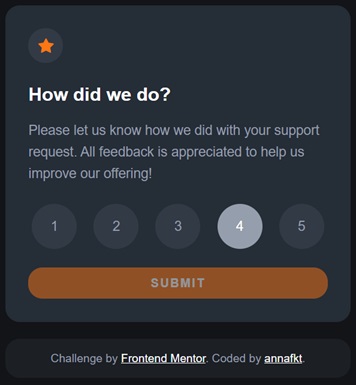 How did we do?
Please let us know how we did with your support
request. All feedback is appreciated to help us
improve our offering!
1 2 3 4 5
SUBMIT
Challenge by Frontend Mentor. Coded by annafkt.